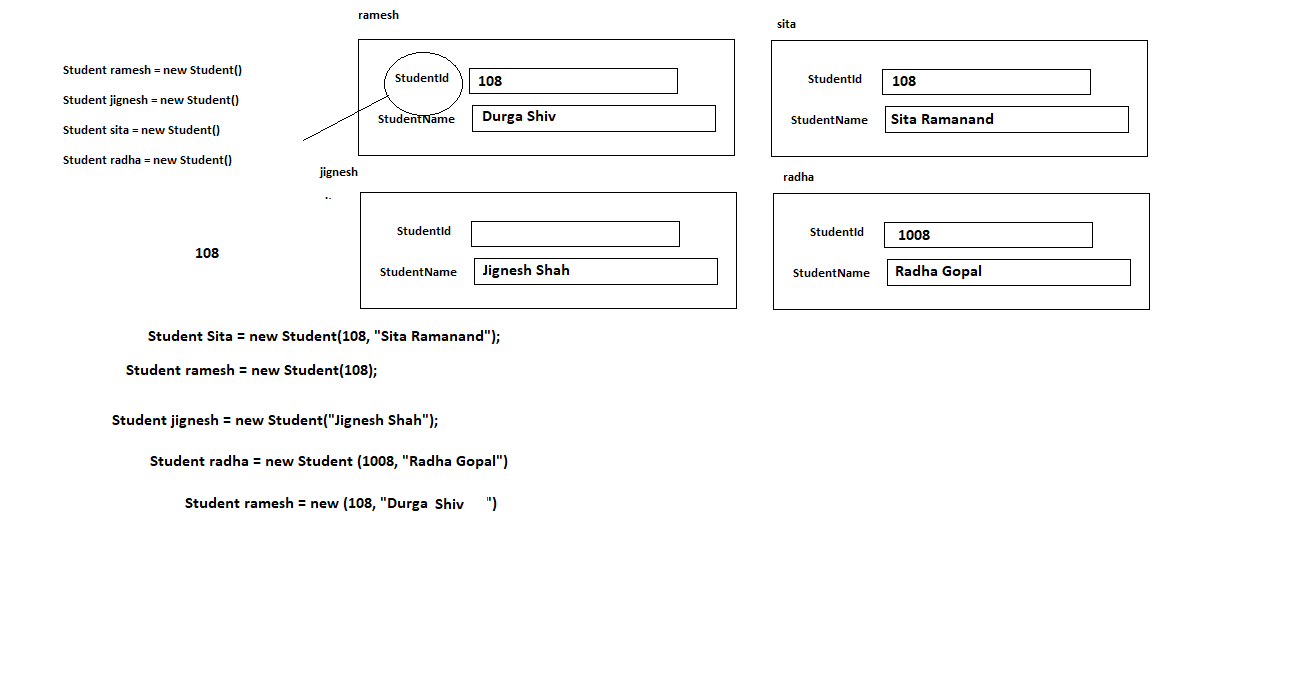 ramesh
sita
Student ramesh = new Student()
Student jignesh = new Student()
Student sita = new Student()
Student radha = new Student()
StudentId 108
StudentName Durga Shiv
StudentId 108
StudentName Sita Ramanand
jignesh
..
radha
StudentId
StudentName Jignesh Shah
StudentId 1008
StudentName Radha Gopal
108
Student Sita = new Student(108, "Sita Ramanand");
Student ramesh = new Student(108);
Student jignesh = new Student("Jignesh Shah");
Student radha = new Student (1008, "Radha Gopal")
Student ramesh = new (108, "Durga Shiv ")